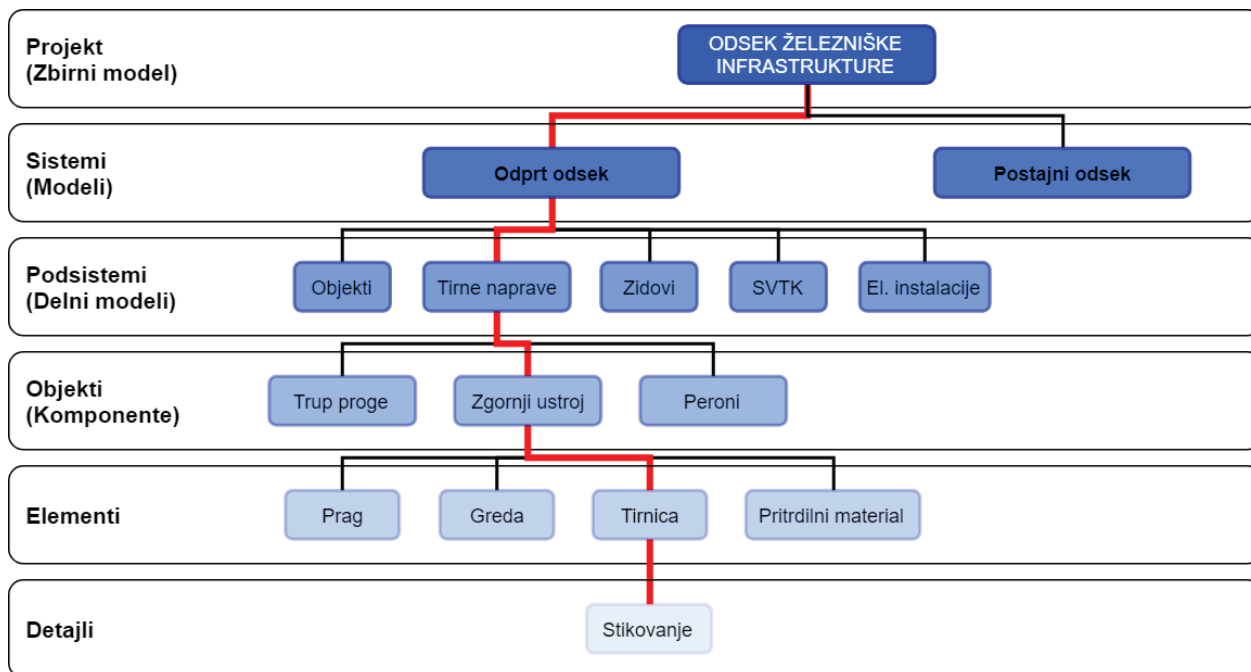 Projekt
(Zbirni model)
ODSEK ŽELEZNIŠKE
INFRASTRUKTURE
Sistemi
(Modeli)
Odprt odsek
Postajni odsek
Podsistemi
(Delni modeli)
Objekti
Tirne naprave
Zidovi
SVTK
El. instalacije
Objekti
(Komponente)
Trup proge
Zgornji ustroj
Peroni
Elementi
Prag
Greda
Tirnica
Pritrdilni material
Detajli
Stikovanje